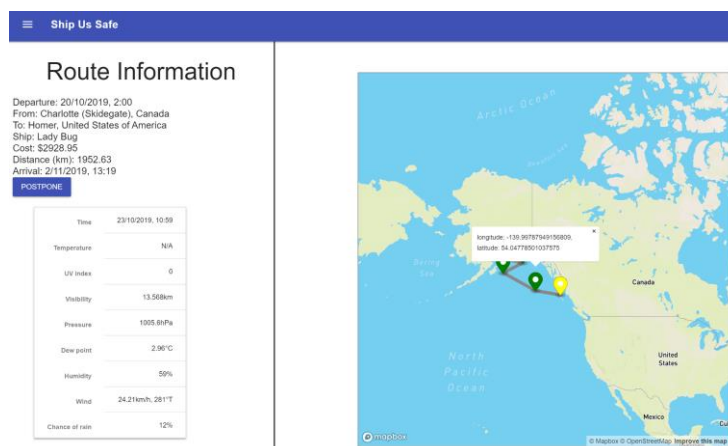 Ship Us Safe
Route Information
Departure: 20/10/2019, 2:00
From: Charlotte (Skidegate), Canada
To: Homer, United States of America
Ship: Lady Bug
Cost: $2928.95
Distance (km): 1952.63
Arrival: 2/11/2019, 13:19
POSTPONE
Time 23/10/2019, 10:59
Temperature N/A
UV index 0
Visibility 13.568km
Pressure 1005.6hPa
Dew point 2.96°C
Humidity 59%
Wind 24.21km/h, 281°T
Chance of rain 12%
Arctic Ocean
Beaufort Sea
×
longitude: -139.99787949156809,
latitude: 54.04778501037575
Bering
Sea
Canada
North
Pacific
Ocean
United
States
Mexico
mapbox
© Mapbox © OpenStreetMap Improve this map